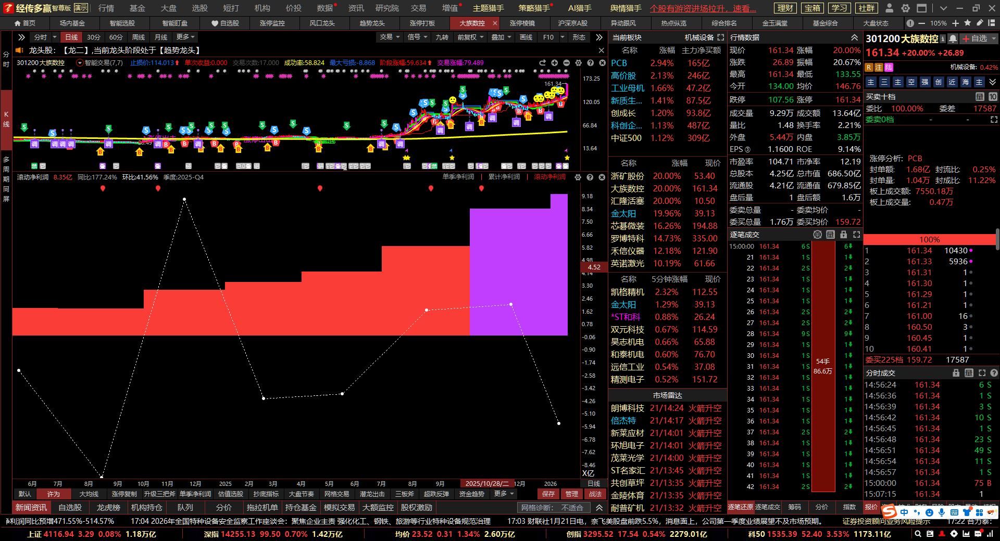 经传多赢 智尊版 演示 行情 基金 大盘 选股 短打 机构 价投 数据 资讯 研究院 交易 增值 主题猎手 策略猎手 AI猎手 舆情猎手 个股有游资进场拉升，速看... 理财 宝箱 学习 社群
首页 场内基金 智能选股 智能盯盘 自选股 涨停监控 风口龙头 趋势龙头 涨停打板 大族数控 涨停棱镜 沪深京A股 异动跟风 热点纵览 综合排名 金玉满堂 基金综合 大盘状态 105%
分时 日线 30分 60分 周线 月线 更多 交易 信号 九转 前复权 叠加 画线 F10 形态
龙头股：【龙二】,当前龙头阶段处于【趋势龙头】
301200大族数控 智能交易(7,7) 止损价:114.013 单次收益:0.000 交易次数:17.000 成功率:58.824 最大亏损:-8.868 阶段涨幅:59.634 交易涨幅:79.489
分时
K线
多周期同屏
161.34
173.25
120.05
66.84
13.64
滚动净利润 8.35亿 同比:177.24% 环比:41.56% 季度:2025-Q4 单季净利润 累计净利润 滚动净利润
9.18
8.34
7.50
6.66
5.82
4.98
4.52
4.14
3.30
2.46
1.62
0.78
-0.06
-0.90
-1.74
-2.58
-3.42
-4.26
-5.10
-5.94
-6.78
-7.62
-8.46
X亿
6月 7月 8月 9月 10月 11月 12月 2025 2月 3月 4月 5月 6月 7月 8月 9月 2025/10/28/二 12月 2026 日线
默认 许为 大均线 涨停复制 升级三把斧 单季净利润 估值选股 抄底指标 大盘节奏 网格交易 潜龙出击 三板斧 超跌反弹 资金趋势 更多 保存 管理 战法
新闻资讯 自选股 龙虎榜 机构持仓 队列 分价 拖拉机单 持仓基金 模拟交易 大额监控 股权激励 网格诊断： 不适合
当前板块 机械设备
名称 涨幅 主力净买额
PCB 2.94% 165亿
高价股 2.13% 246亿
工业母机 1.66% 47.2亿
新质生... 1.41% 87.5亿
创成长 1.20% 93.8亿
科创企... 1.13% 487亿
中证500 1.12% 309亿
名称 涨幅 现价
浙矿股份 20.00% 53.40
大族数控 20.00% 161.34
汇隆活塞 20.00% 10.50
金太阳 19.96% 39.13
芯碁微装 16.26% 194.88
罗博特科 14.73% 335.00
禾信仪器 12.18% 121.90
英诺激光 10.19% 61.66
名称 5分钟涨幅 现价
凯格精机 2.32% 112.55
金太阳 1.29% 39.13
*ST和科 0.88% 26.24
双元科技 0.67% 114.59
昊志机电 0.66% 65.88
和泰机电 0.60% 76.70
远信工业 0.54% 37.08
精测电子 0.52% 151.72
市场雷达
朗博科技 21/14:24 火箭升空
倍杰特 21/14:17 火箭升空
新莱应材 21/14:01 火箭升空
环旭电子 21/14:01 火箭升空
茂莱光学 21/14:00 火箭升空
ST名家汇 21/13:45 火箭升空
共创草坪 21/13:35 火箭升空
金陵体育 21/13:35 火箭升空
耐普矿机 21/13:32 火箭升空
行情数据
现价 161.34 涨幅 20.00%
涨跌 26.89 振幅 20.67%
最高 161.34 最低 133.55
今开 134.00 均价 146.76
跌停 107.56 涨停 161.34
成交量 9.29万 成交额 13.64亿
量比 1.48 换手率 2.21%
外盘 5.44万 内盘 3.85万
EPS③ 1.1600 ROE 9.14%
市盈率 104.71 市净率 12.19
总股本 4.25亿 总市值 686.50亿
流通股 4.21亿 流通值 679.85亿
盘后量 1 盘后额 1.6万
委卖总量 - 委卖均价 -
委买总量 1.76万 委买均价 159.72
逐笔成交
15:00:00 161.34 6S 6
21 161.34 1S 1
22 161.34 2S 2
23 161.34 1S 1
24 161.34 1S 1
25 161.34 1S 1
26 161.34 2S 2
27 161.34 2S 2
28 161.34 9S 9
29 161.34 1S 1
30 161.34 1S 1
31 161.34 1S 1
32 161.34 1S 1
33 161.34 1S 1
34 161.34 1S 1
35 161.34 1S 1
36 161.34 1S 1
37 161.34 2S 2
38 161.34 1S 1
39 161.34 1S 1
40 161.34 1S 1
41 161.34 1S 1
42 161.34 2S 2
54手
86.6万
逐笔还原 逐笔成交 筹码 分价 指数 报价
301200大族数控 自选
161.34 +20.00% +26.89
R 注 陆 机械设备: 0.42%
主 三 主 空 强 创 近 海 主
买卖十档 10
委比 100.00% 委差 17587
委卖0档 - -
涨停分析: PCB
封单额: 1.68亿 封流比: 0.25%
封单量: 1.04万 封成比: 11.22%
板上成交额: 7550.18万
板上成交量: 0.47万
100%
1 161.34 10430
2 161.33 5936
3 161.31 1
4 161.30 1
5 161.29 1
6 161.21 1
7 161.00 16
8 160.50 3
9 160.45 1
10 160.41 1
委买225档 159.72 17587
分时成交
14:56:24 161.34 6 S
14:56:36 161.34 1 S
14:56:39 161.34 3 S
14:56:42 161.34 10 S
14:56:45 161.34 1 S
14:56:48 161.34 23 S
14:56:51 161.34 49 S
14:56:54 161.34 11 S
14:56:57 161.34 1 S
15:00:00 161.34 75 B
15:07:15 161.34 1
中
净利润同比预增471.55%-514.57% 17:04 2026年全国特种设备安全监察工作座谈会：聚焦企业主责 强化化工、钢铁、旅游等行业特种设备规范治理 17:03 财联社1月21日电，奈飞美股盘前跌5.5%，消息面上，公司第一季度业绩展望不及市场预期。 证券投资顾问业务风险提示 17:22
上证 4116.94 3.29 0.08% 1.18万亿 深指 14255.13 99.50 0.70% 1.42万亿 均价 23.52 0.31 1.34% 2.60万亿 创指 3295.52 17.54 0.54% 2279.01亿 科50 1535.39 52.40 3.53% 1173.11亿